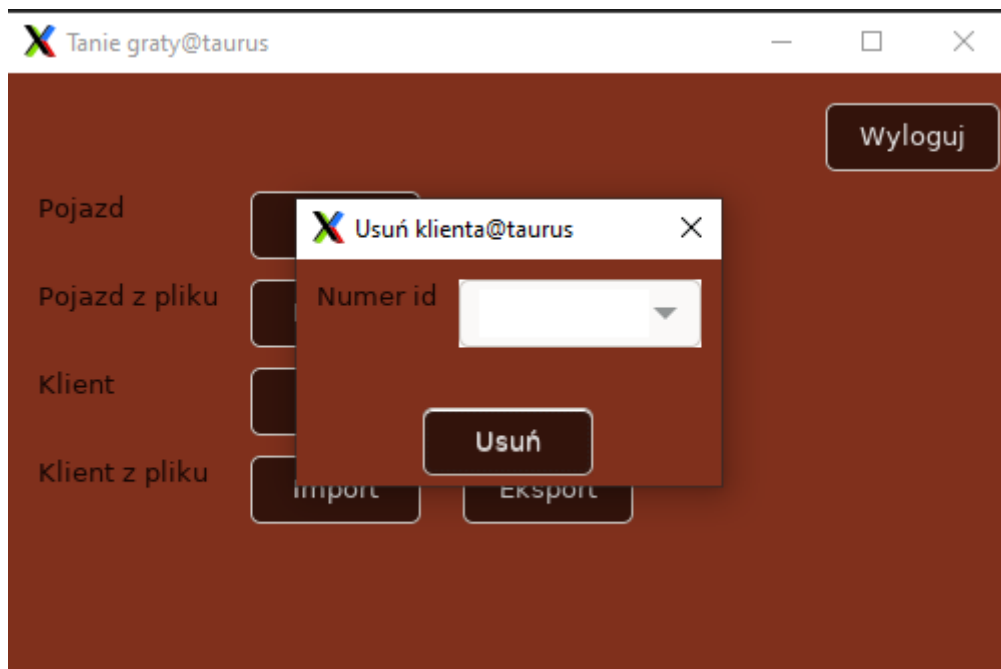 Tanie graty@taurus
Wyloguj
Pojazd
Usuń klienta@taurus
Pojazd z pliku
Numer id
Klient
Usuń
Klient z pliku
Import
Eksport